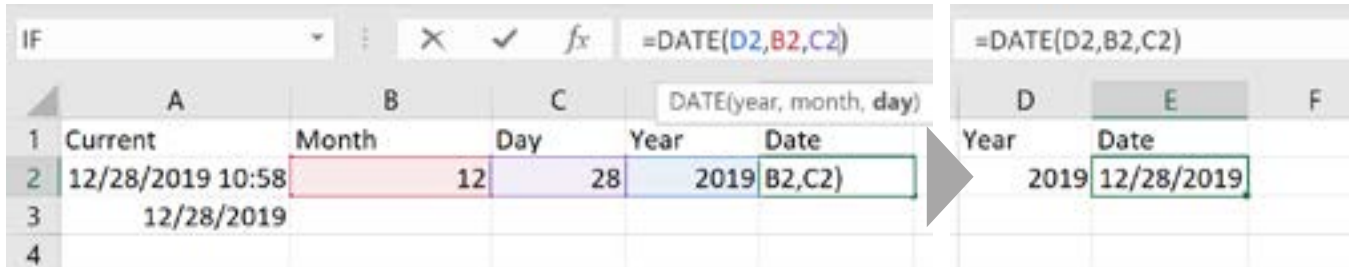 IF fx =DATE(D2,B2,C2) =DATE(D2,B2,C2)
A B C DATE(year, month, day) D E F
1 Current Month Day Year Date Year Date
2 12/28/2019 10:58 12 28 2019 B2,C2) 2019 12/28/2019
3 12/28/2019
4